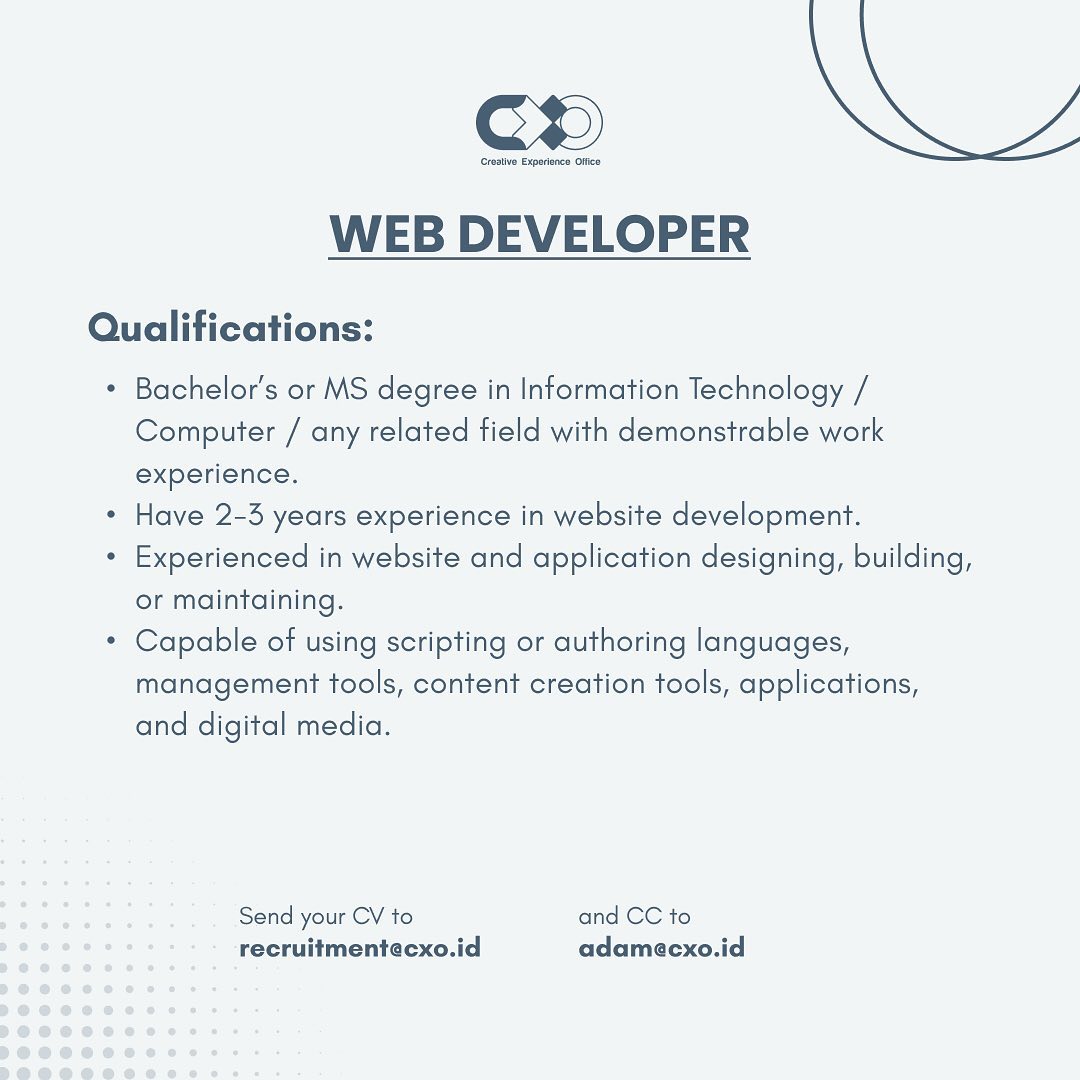 CXO
Creative Experience Office
WEB DEVELOPER
Qualifications:
• Bachelor’s or MS degree in Information Technology /
Computer / any related field with demonstrable work
experience.
• Have 2-3 years experience in website development.
• Experienced in website and application designing, building,
or maintaining.
• Capable of using scripting or authoring languages,
management tools, content creation tools, applications,
and digital media.
Send your CV to
recruitment@cxo.id
and CC to
adam@cxo.id